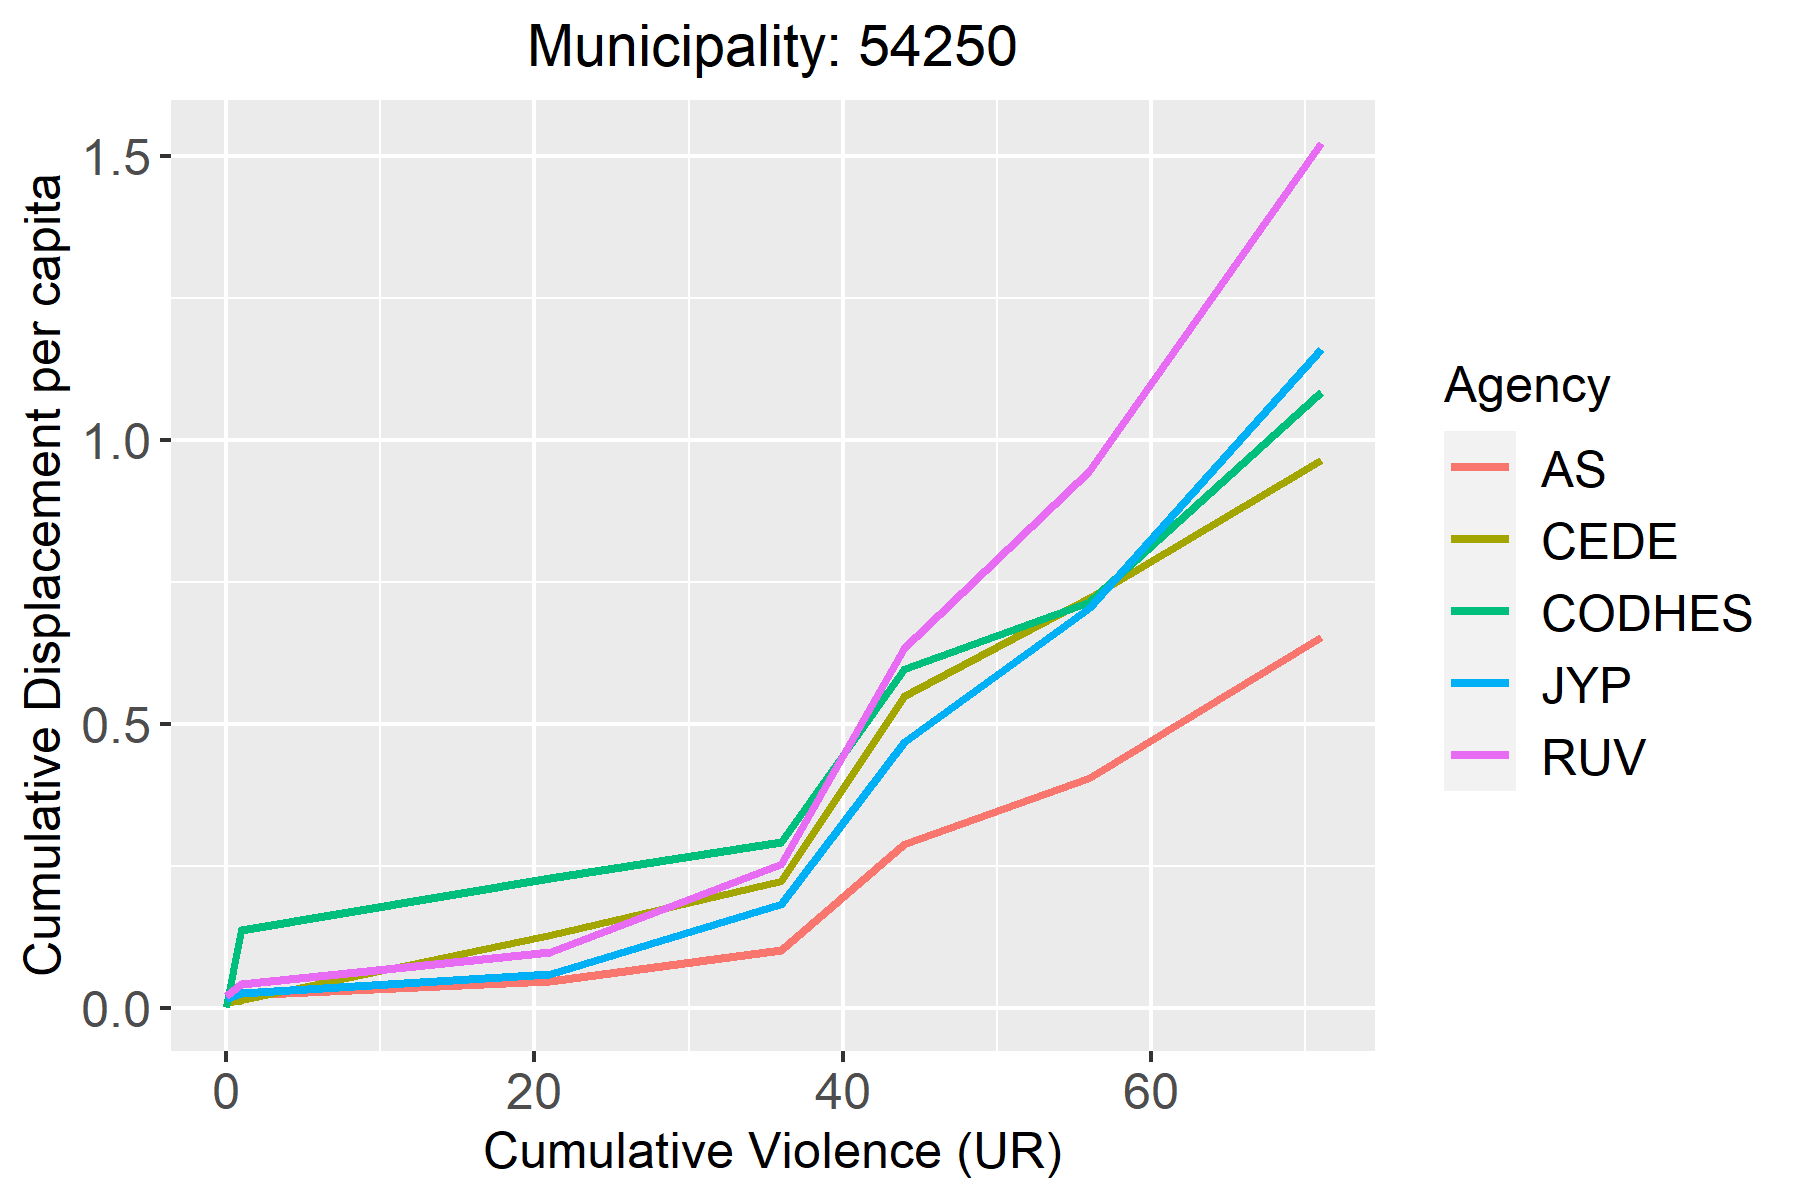 Municipality: 54250
Cumulative Displacement per capita
1.5
1.0
0.5
0.0
0 20 40 60
Cumulative Violence (UR)
Agency
AS
CEDE
CODHES
JYP
RUV